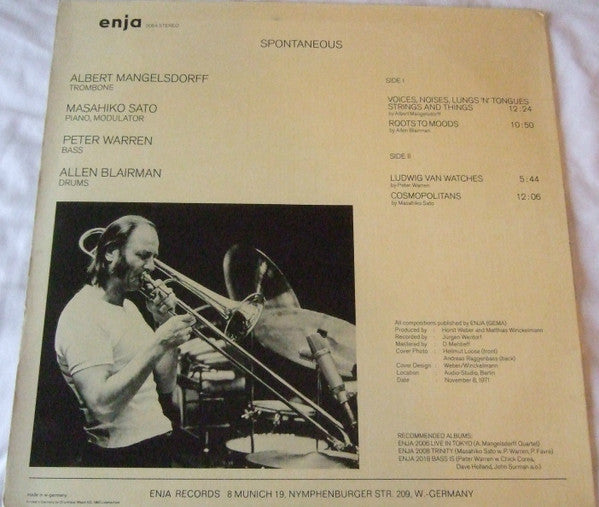 enja
SPONTANEOUS
ALBERT MANGELSDORFF
TROMBONE
MASAHIKO SATO
PIANO, MODULATOR
PETER WARREN
BASS
ALLEN BLAIRMAN
DRUMS
SIDE I
VOICES, NOISES, LUNGS 'N' TONGUES
STRINGS AND THINGS 12:24
by Albert Mangelsdorff
ROOTS TO MOODS 10:50
by Allen Blairman
SIDE II
LUDWIG VAN WATCHES 5:44
by Peter Warren
COSMOPOLITANS 12:06
by Masahiko Sato
All compositions published by ENJA (GEMA)
Produced by : Horst Weber and Matthias Winckelmann
Recorded by : Jürgen Wentorf
Mastered by :
Cover Photo : Hellmut Loose (front)
Andreas Raggenbass (back)
Cover Design : Weber/Winckelmann
Location : Audio-Studio, Berlin
Date : November 8, 1971
RECOMMENDED ALBUMS:
ENJA 2006 LIVE IN TOKYO (A. Mangelsdorff Quartet)
ENJA 2008 TRINITY (Masahiko Sato w. P. Warren, P. Favre)
ENJA 2018 BASS IS (Peter Warren w. Chick Corea,
Dave Holland, John Surman a.o.)
made in w-germany
ENJA RECORDS 8 MUNICH 19, NYMPHENBURGER STR. 209, W.-GERMANY